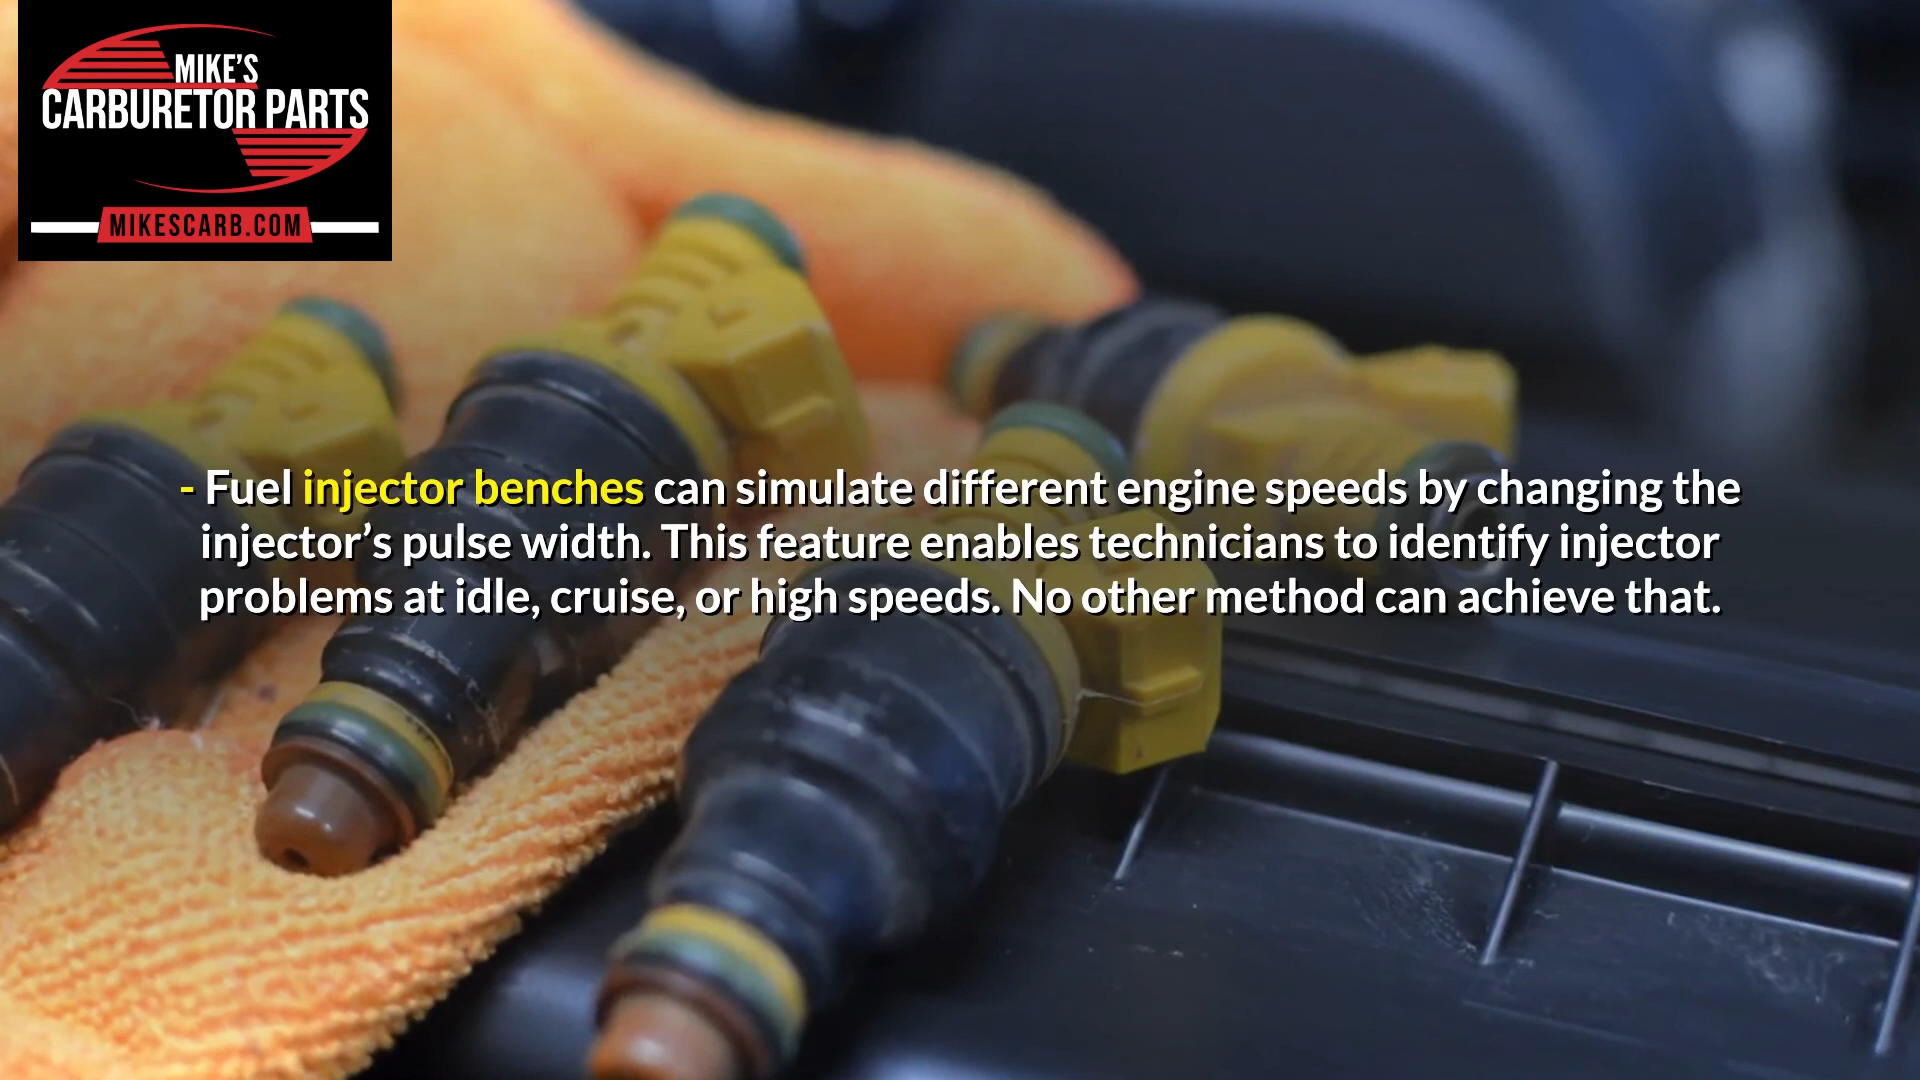 MIKE'S
CARBURETOR PARTS
MIKESCARB.COM
- Fuel injector benches can simulate different engine speeds by changing the
injector’s pulse width. This feature enables technicians to identify injector
problems at idle, cruise, or high speeds. No other method can achieve that.